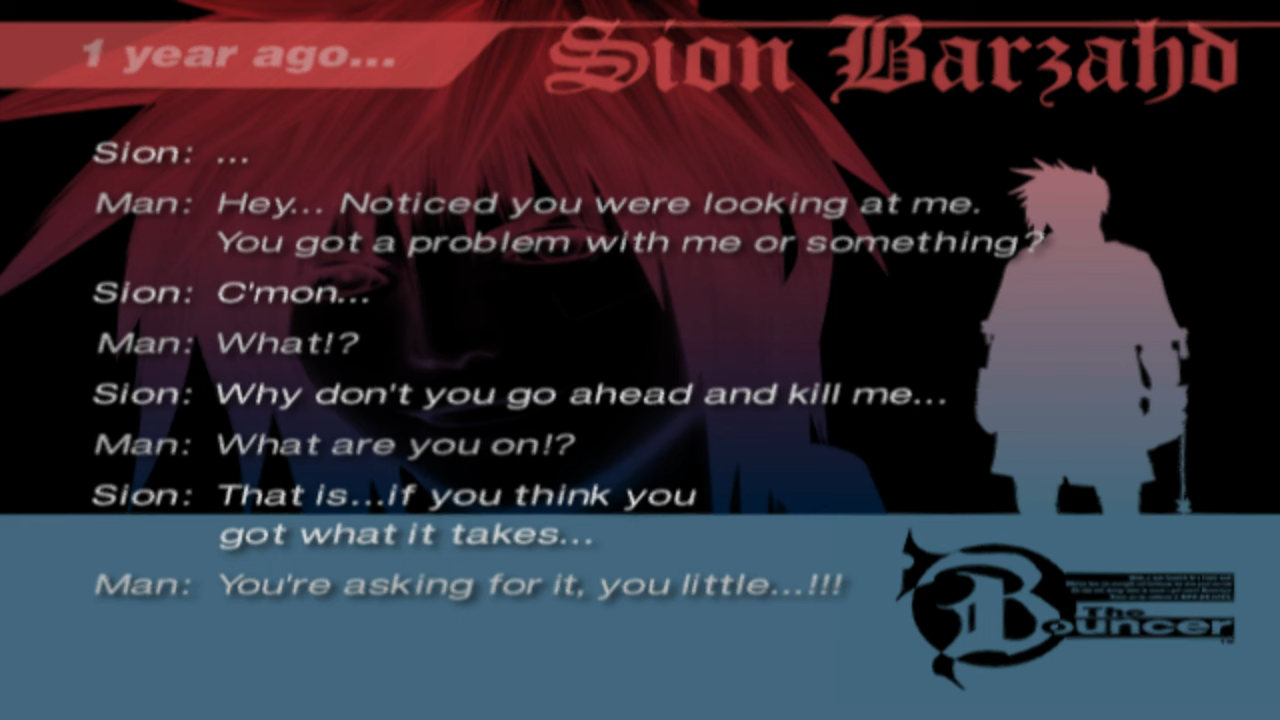 1 year ago...
Sion Barzahd
Sion: ...
Man: Hey... Noticed you were looking at me.
You got a problem with me or something?
Sion: C'mon...
Man: What!?
Sion: Why don't you go ahead and kill me...
Man: What are you on!?
Sion: That is...if you think you
got what it takes...
Man: You're asking for it, you little...!!!
B
The
Bouncer
TM